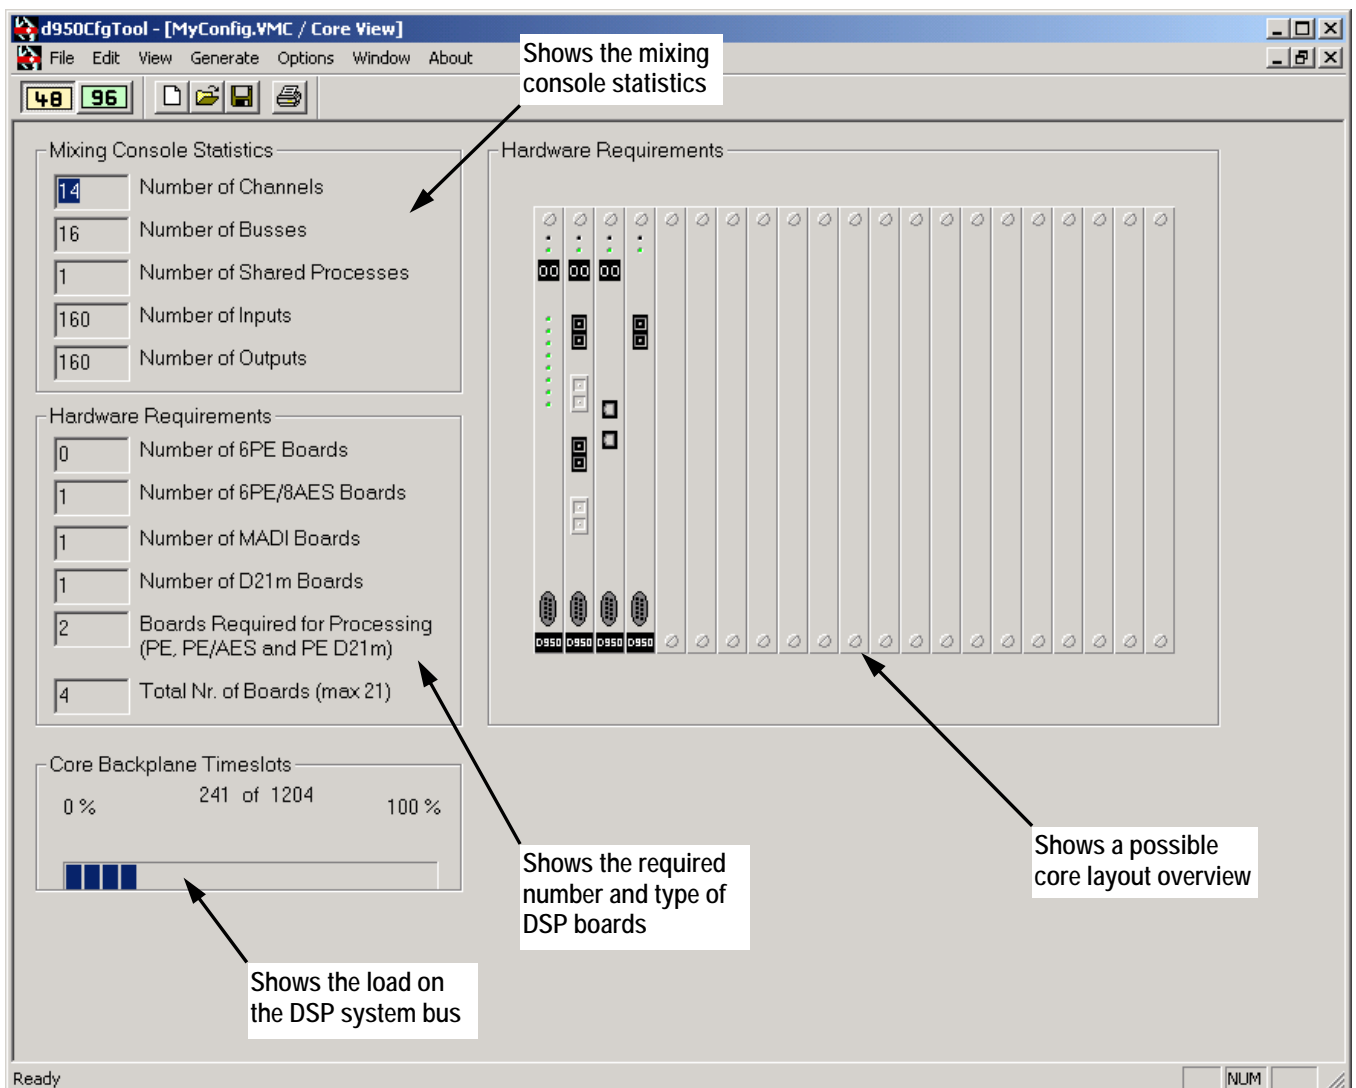 d950CfgTool - [MyConfig.VMC / Core View]
File Edit View Generate Options Window About
48 96
Shows the mixing
console statistics
Mixing Console Statistics
14 Number of Channels
16 Number of Busses
1 Number of Shared Processes
160 Number of Inputs
160 Number of Outputs
Hardware Requirements
0 Number of 6PE Boards
1 Number of 6PE/8AES Boards
1 Number of MADI Boards
1 Number of D21m Boards
2 Boards Required for Processing
(PE, PE/AES and PE D21m)
4 Total Nr. of Boards (max 21)
Core Backplane Timeslots
0 % 241 of 1204 100 %
Shows the load on
the DSP system bus
Shows the required
number and type of
DSP boards
Hardware Requirements
00 00 00
D950 D950 D950 D950
Shows a possible
core layout overview
Ready NUM